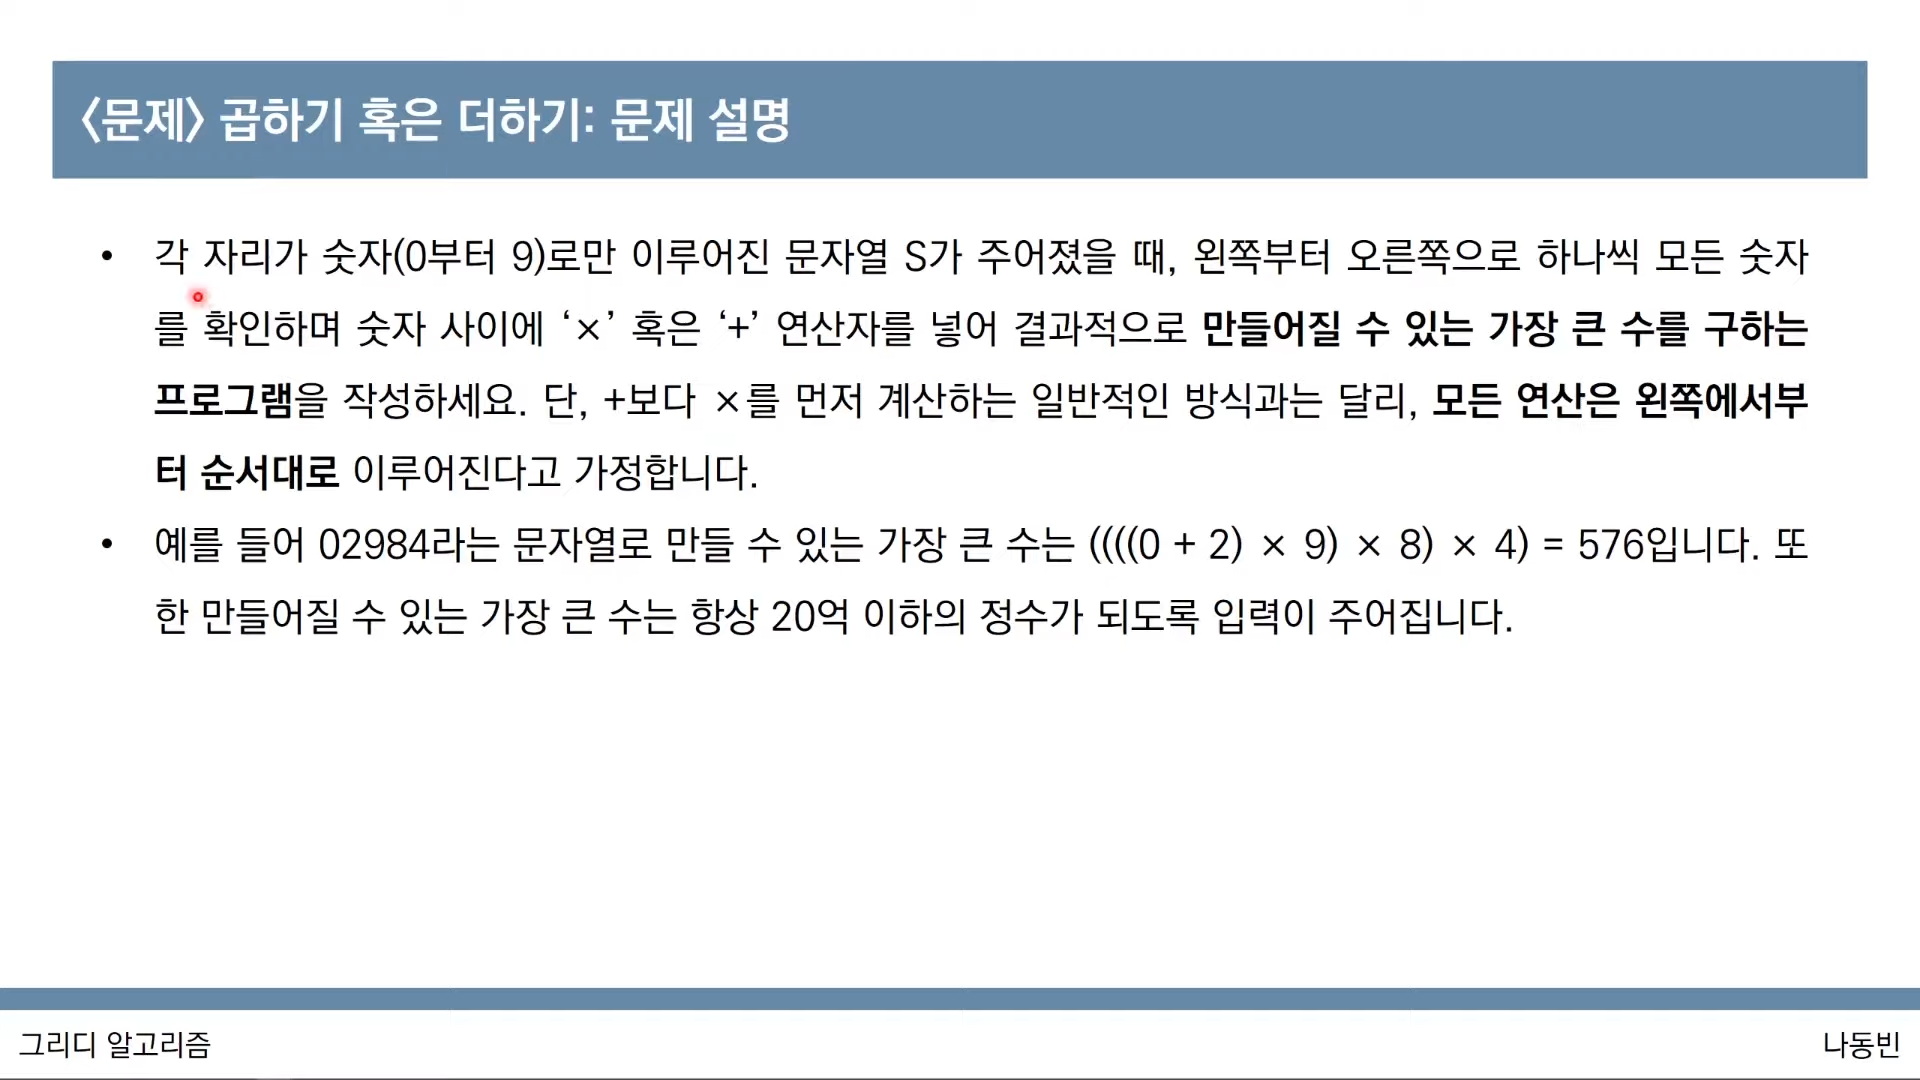 〈문제〉 곱하기 혹은 더하기: 문제 설명
• 각 자리가 숫자(0부터 9)로만 이루어진 문자열 S가 주어졌을 때, 왼쪽부터 오른쪽으로 하나씩 모든 숫자
를 확인하며 숫자 사이에 ‘×’ 혹은 ‘+’ 연산자를 넣어 결과적으로 만들어질 수 있는 가장 큰 수를 구하는
프로그램을 작성하세요. 단, +보다 ×를 먼저 계산하는 일반적인 방식과는 달리, 모든 연산은 왼쪽에서부
터 순서대로 이루어진다고 가정합니다.
• 예를 들어 02984라는 문자열로 만들 수 있는 가장 큰 수는 ((((0 + 2) × 9) × 8) × 4) = 576입니다. 또
한 만들어질 수 있는 가장 큰 수는 항상 20억 이하의 정수가 되도록 입력이 주어집니다.
그리디 알고리즘
나동빈